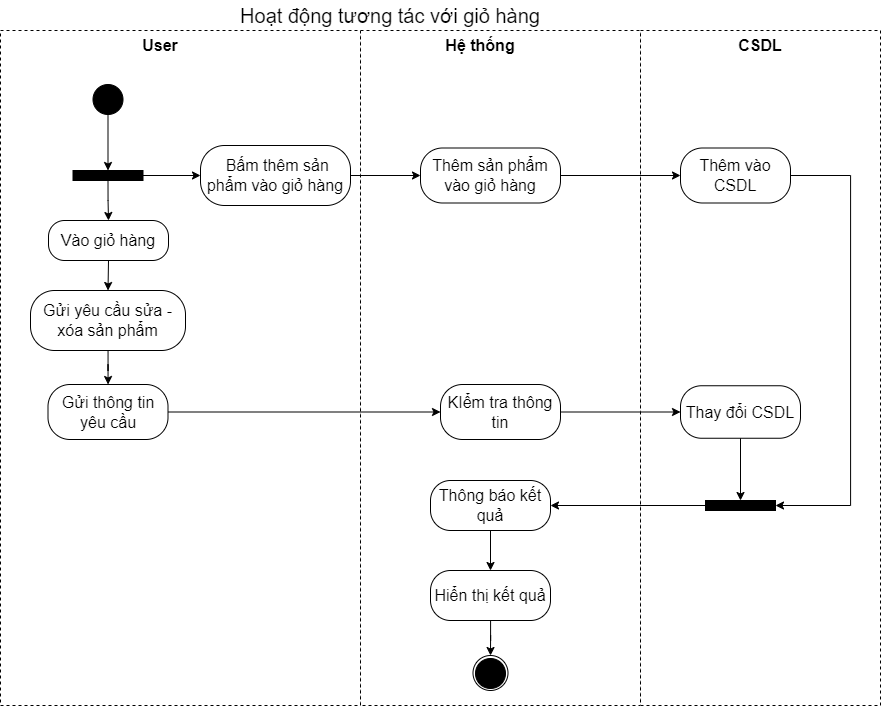 Hoạt động tương tác với giỏ hàng
User
Hệ thống
CSDL
Bấm thêm sản
phẩm vào giỏ hàng
Thêm sản phẩm
vào giỏ hàng
Thêm vào
CSDL
Vào giỏ hàng
Gửi yêu cầu sửa -
xóa sản phẩm
Gửi thông tin
yêu cầu
KIểm tra thông
tin
Thay đổi CSDL
Thông báo kết
quả
Hiển thị kết quả